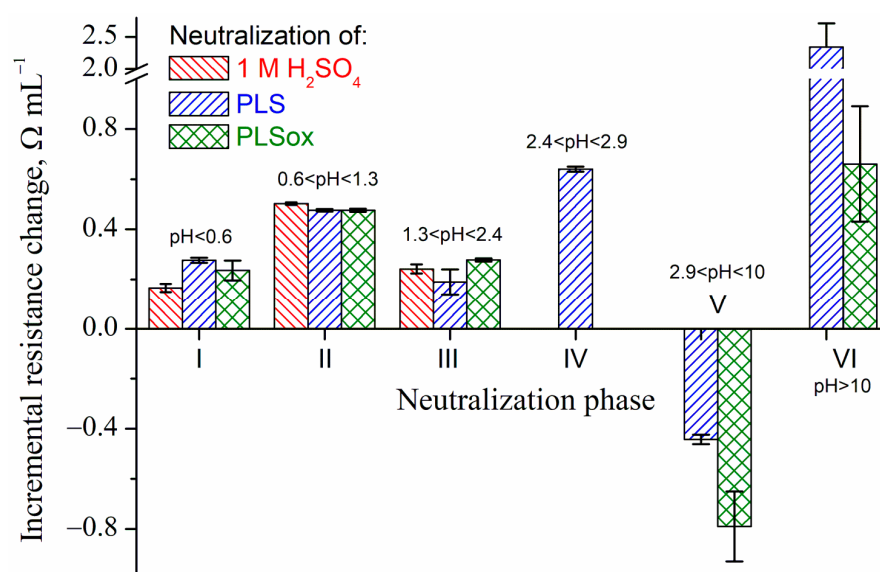 Neutralization of:
1 M H₂SO₄
PLS
PLSox
Incremental resistance change, Ω mL⁻¹
2.5
2.0
0.8
0.4
0.0
−0.4
−0.8
pH<0.6
0.6<pH<1.3
1.3<pH<2.4
2.4<pH<2.9
2.9<pH<10
I
II
III
IV
V
VI
pH>10
Neutralization phase